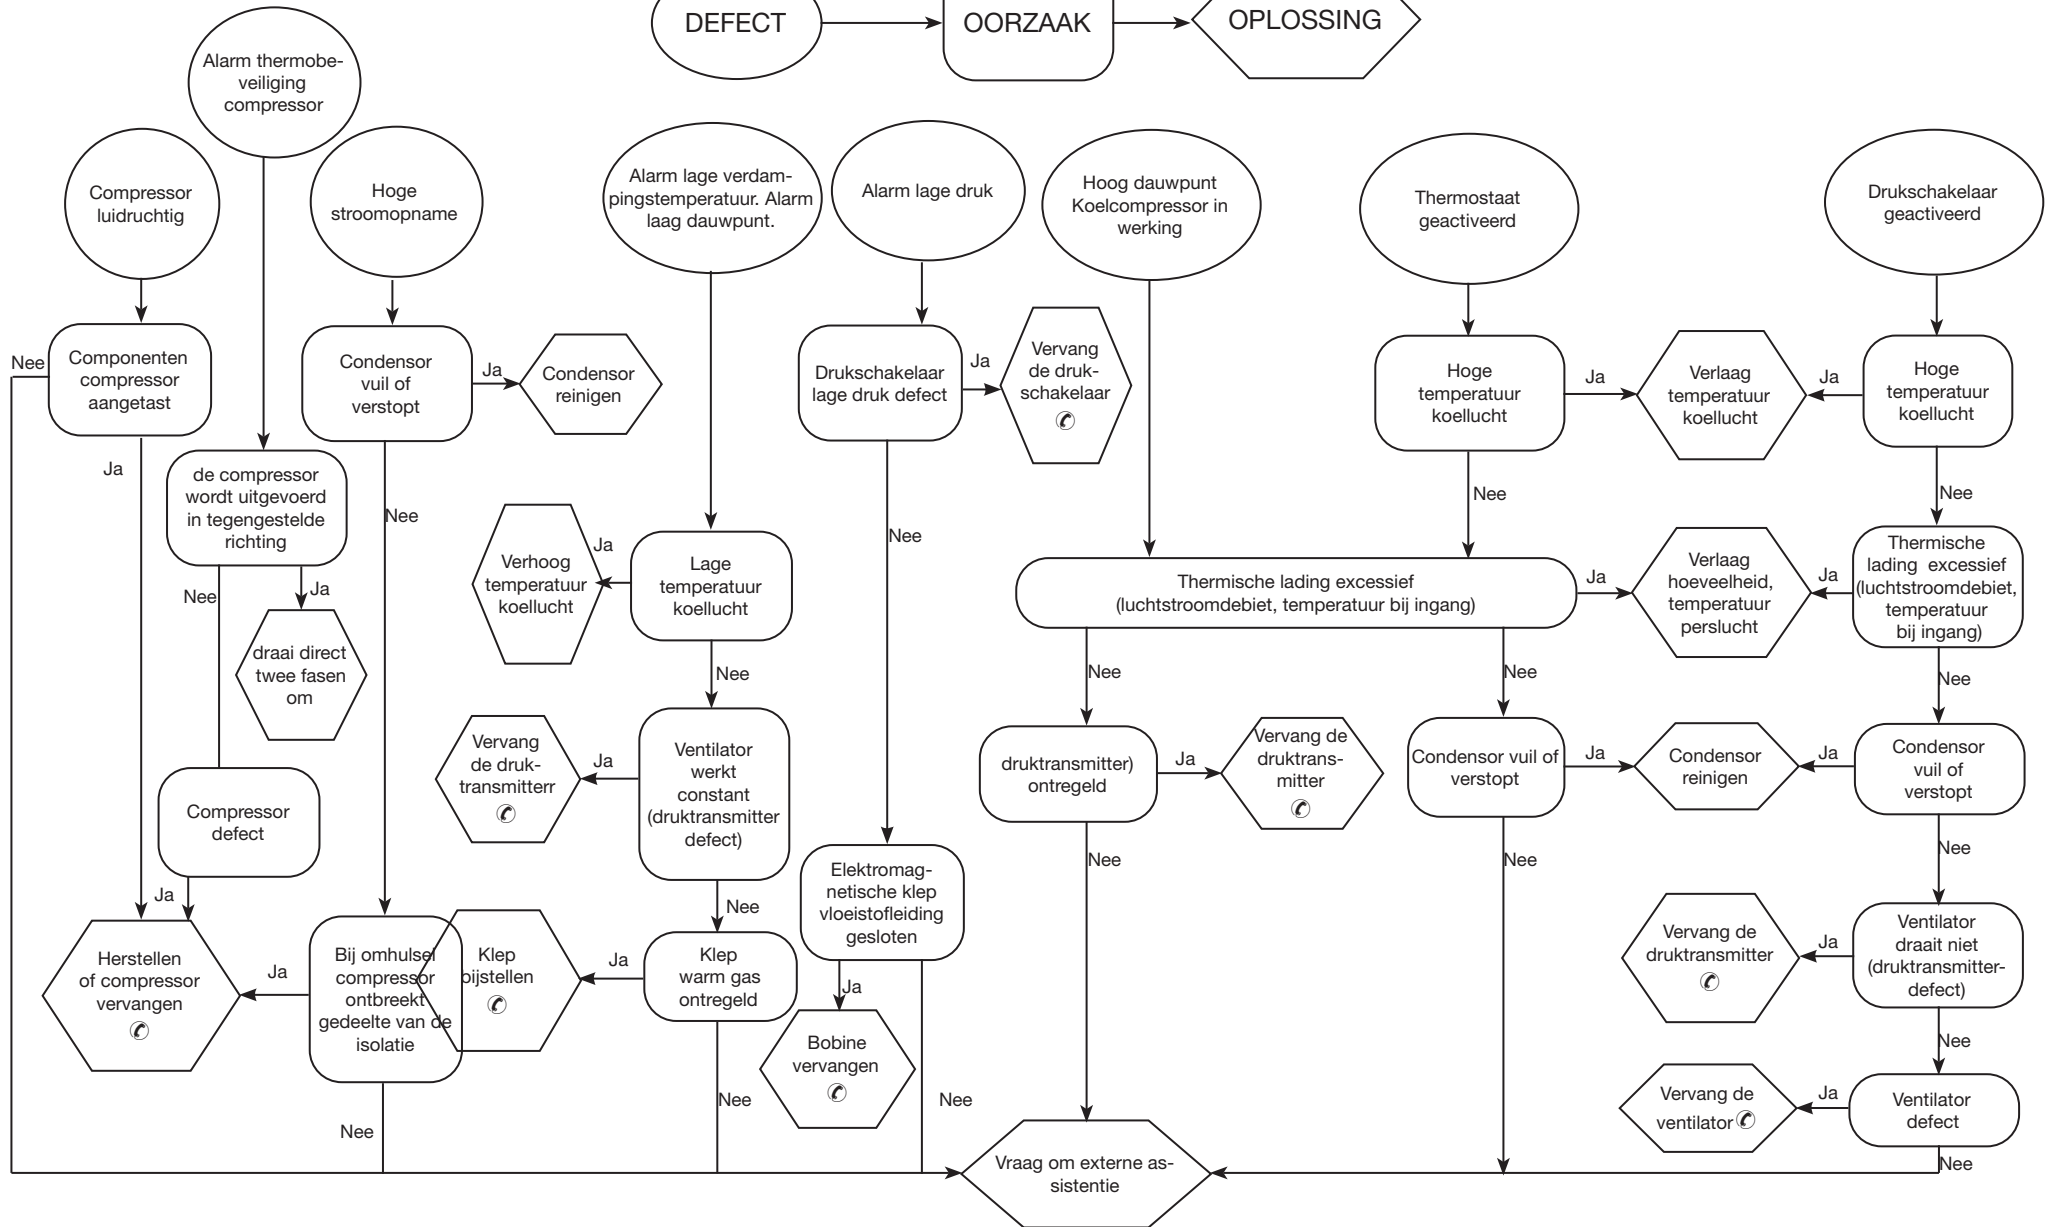 DEFECT
OORZAAK
OPLOSSING
Alarm thermobe-
veiliging
compressor
Compressor
luidruchtig
Hoge
stroomopname
Alarm lage verdam-
pingstemperatuur. Alarm
laag dauwpunt.
Alarm lage druk
Hoog dauwpunt
Koelcompressor in
werking
Thermostaat
geactiveerd
Drukschakelaar
geactiveerd
Nee
Componenten
compressor
aangetast
Condensor
vuil of
verstopt
Ja
Condensor
reinigen
Drukschakelaar
lage druk defect
Ja
Vervang
de druk-
schakelaar
Hoge
temperatuur
koellucht
Ja
Verlaag
temperatuur
koellucht
Ja
Hoge
temperatuur
koellucht
Ja
de compressor
wordt uitgevoerd
in tegengestelde
richting
Nee
Nee
Nee
Nee
Nee
Ja
draai direct
twee fasen
om
Verhoog
temperatuur
koellucht
Ja
Lage
temperatuur
koellucht
Thermische lading excessief
(luchtstroomdebiet, temperatuur bij ingang)
Ja
Verlaag
hoeveelheid,
temperatuur
perslucht
Ja
Thermische
lading excessief
(luchtstroomdebiet,
temperatuur
bij ingang)
Nee
Nee
Nee
Nee
Vervang
de druk-
transmitterr
Ja
Ventilator
werkt
constant
(druktransmitter
defect)
druktransmitter)
ontregeld
Ja
Vervang de
druktrans-
mitter
Condensor vuil of
verstopt
Ja
Condensor
reinigen
Ja
Condensor
vuil of
verstopt
Compressor
defect
Ja
Nee
Elektromag-
netische klep
vloeistofleiding
gesloten
Nee
Nee
Nee
Herstellen
of compressor
vervangen
Ja
Bij omhulsel
compressor
ontbreekt
gedeelte van de
isolatie
Klep
bijstellen
Ja
Klep
warm gas
ontregeld
Ja
Bobine
vervangen
Vervang de
druktransmitter
Ja
Ventilator
draait niet
(druktransmitter-
defect)
Nee
Nee
Nee
Nee
Vervang de
ventilator
Ja
Ventilator
defect
Nee
Vraag om externe as-
sistentie